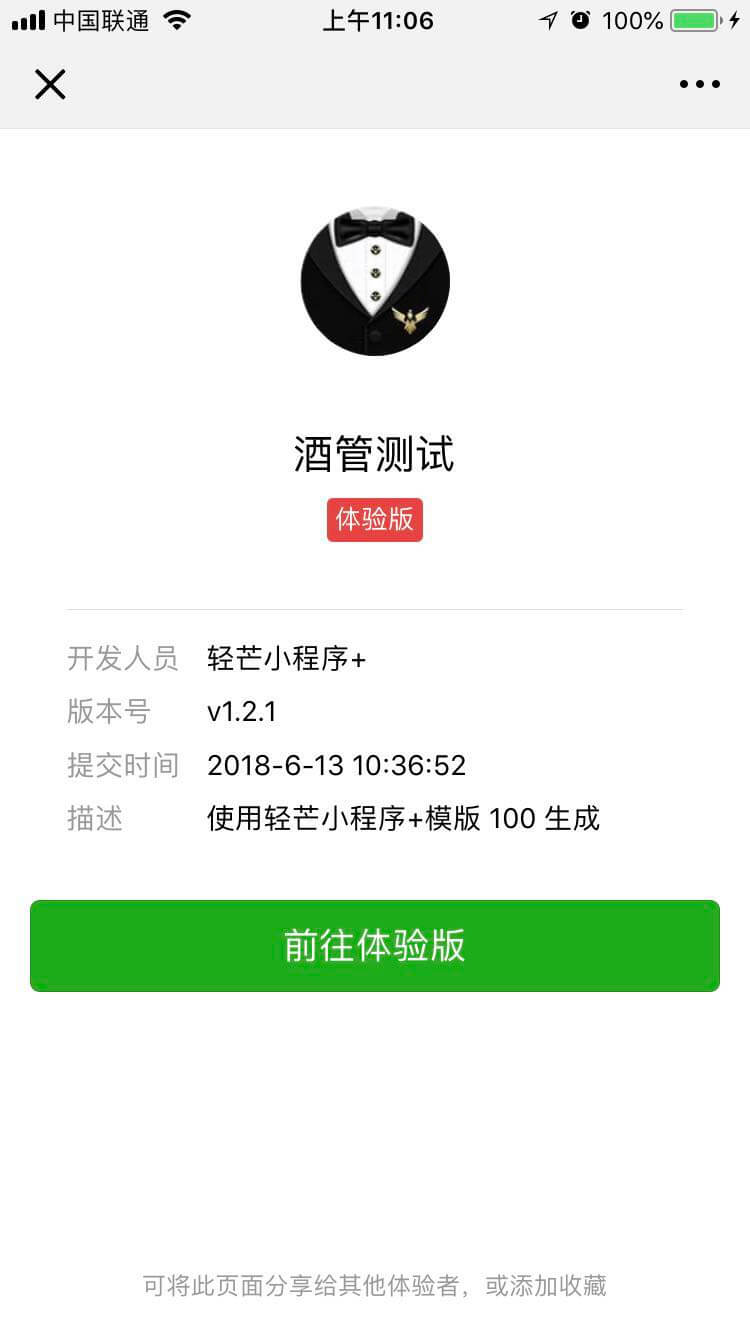 中国联通 上午11:06 100%
酒管测试
体验版
开发人员 轻芒小程序+
版本号 v1.2.1
提交时间 2018-6-13 10:36:52
描述 使用轻芒小程序+模版 100 生成
前往体验版
可将此页面分享给其他体验者，或添加收藏